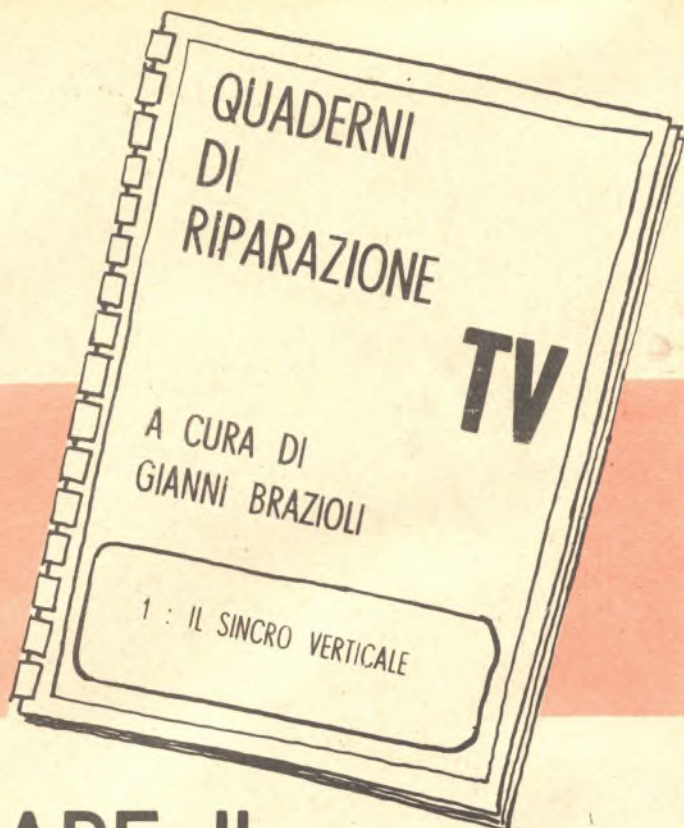 QUADERNI
DI
RIPARAZIONE
TV
A CURA DI
GIANNI BRAZIOLI
1 : IL SINCRO VERTICALE